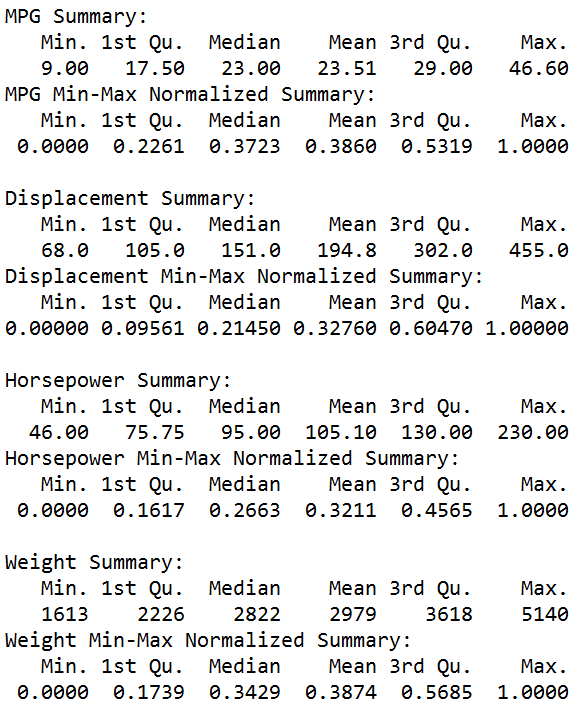 MPG Summary:
Min. 1st Qu. Median Mean 3rd Qu. Max.
9.00 17.50 23.00 23.51 29.00 46.60
MPG Min-Max Normalized Summary:
Min. 1st Qu. Median Mean 3rd Qu. Max.
0.0000 0.2261 0.3723 0.3860 0.5319 1.0000
Displacement Summary:
Min. 1st Qu. Median Mean 3rd Qu. Max.
68.0 105.0 151.0 194.8 302.0 455.0
Displacement Min-Max Normalized Summary:
Min. 1st Qu. Median Mean 3rd Qu. Max.
0.00000 0.09561 0.21450 0.32760 0.60470 1.00000
Horsepower Summary:
Min. 1st Qu. Median Mean 3rd Qu. Max.
46.00 75.75 95.00 105.10 130.00 230.00
Horsepower Min-Max Normalized Summary:
Min. 1st Qu. Median Mean 3rd Qu. Max.
0.0000 0.1617 0.2663 0.3211 0.4565 1.0000
Weight Summary:
Min. 1st Qu. Median Mean 3rd Qu. Max.
1613 2226 2822 2979 3618 5140
Weight Min-Max Normalized Summary:
Min. 1st Qu. Median Mean 3rd Qu. Max.
0.0000 0.1739 0.3429 0.3874 0.5685 1.0000